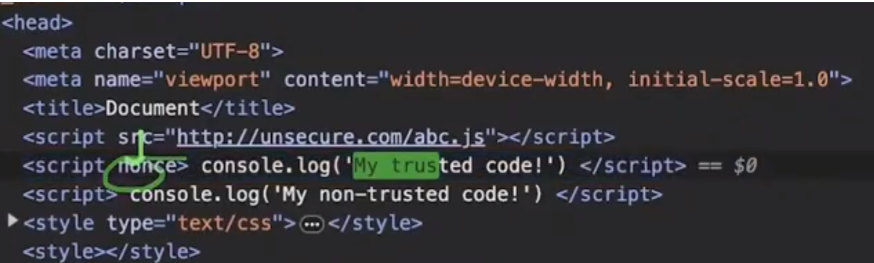 <head>
<meta charset="UTF-8">
<meta name="viewport" content="width=device-width, initial-scale=1.0">
<title>Document</title>
<script src="http://unsecure.com/abc.js"></script>
<script nonce> console.log('My trusted code!') </script> == $0
<script> console.log('My non-trusted code!') </script>
▶<style type="text/css">…</style>
<style></style>